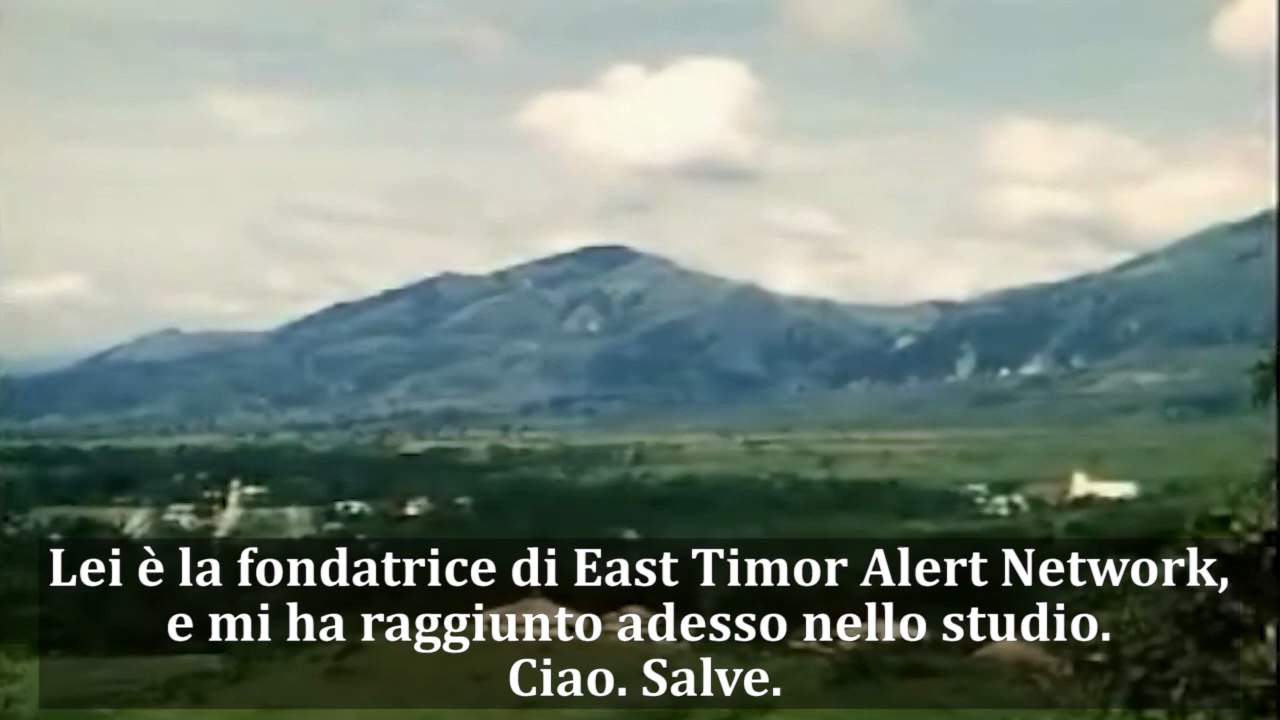 Lei è la fondatrice di East Timor Alert Network,
e mi ha raggiunto adesso nello studio.
Ciao. Salve.